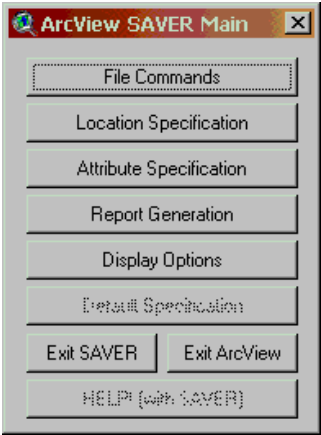 ArcView SAVER Main
File Commands
Location Specification
Attribute Specification
Report Generation
Display Options
Default Specification
Exit SAVER Exit ArcView
HELP! (with SAVER)